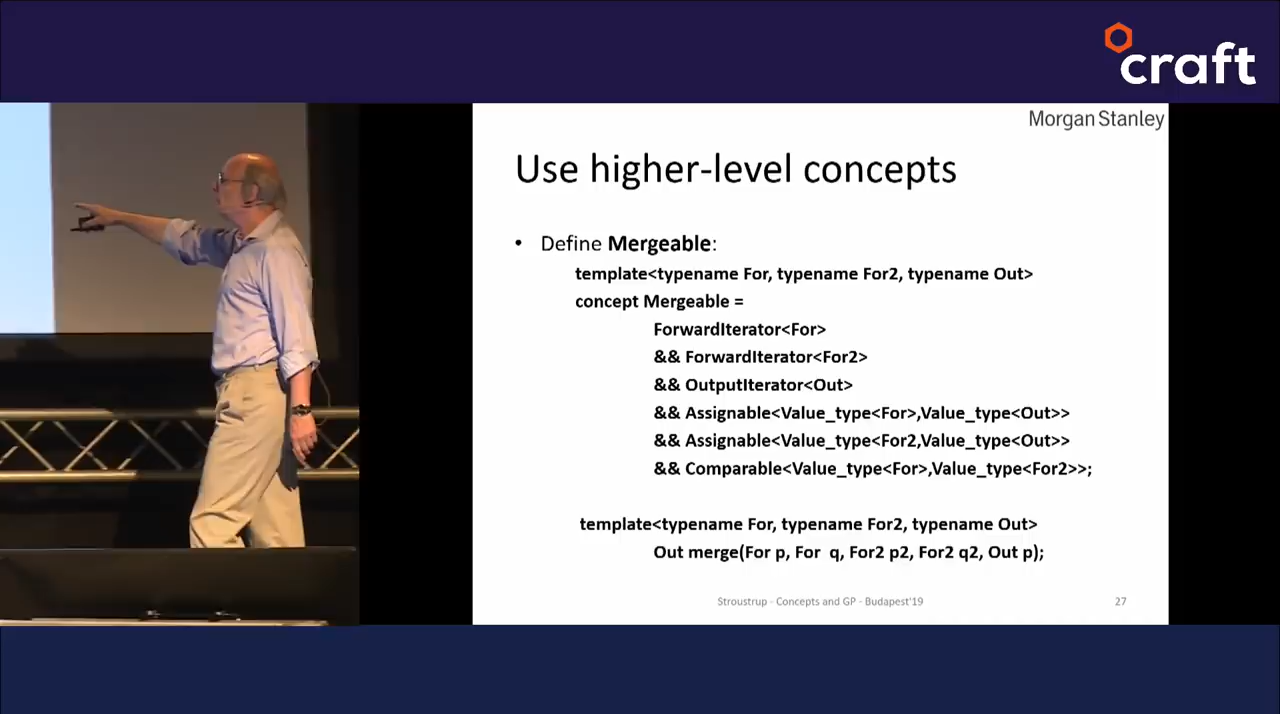 craft
Morgan Stanley
Use higher-level concepts
• Define Mergeable:
template<typename For, typename For2, typename Out>
concept Mergeable =
ForwardIterator<For>
&& ForwardIterator<For2>
&& OutputIterator<Out>
&& Assignable<Value_type<For>,Value_type<Out>>
&& Assignable<Value_type<For2,Value_type<Out>>
&& Comparable<Value_type<For>,Value_type<For2>>;
template<typename For, typename For2, typename Out>
Out merge(For p, For q, For2 p2, For2 q2, Out p);
Stroustrup - Concepts and GP - Budapest'19
27